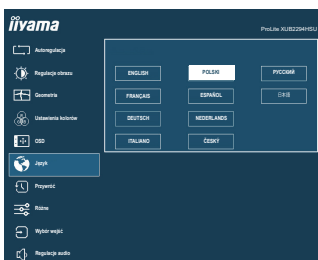 iiyama
ProLite XUB2294HSU
Autoregulacja
Regulacja obrazu
Geometria
Ustawienia kolorów
OSD
Język
Przywróć
Różne
Wybór wejść
Regulacje audio
ENGLISH POLSKI РУССКИЙ
FRANÇAIS ESPAÑOL 日本語
DEUTSCH NEDERLANDS
ITALIANO ČESKÝ